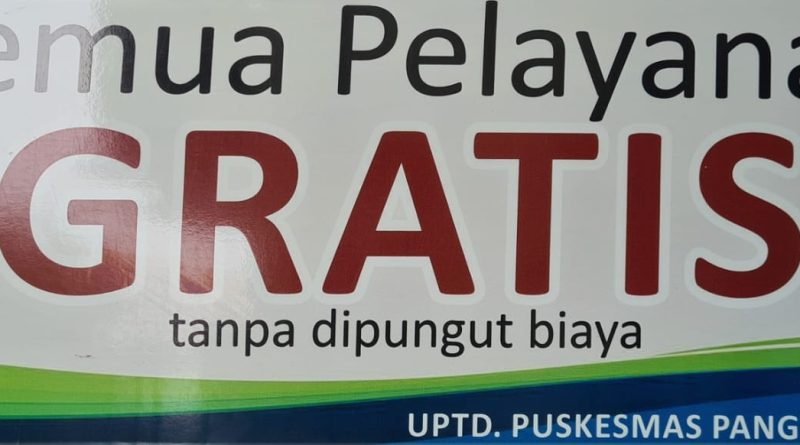 emua Pelayana
GRATIS
tanpa dipungut biaya
UPTD. PUSKESMAS PANG